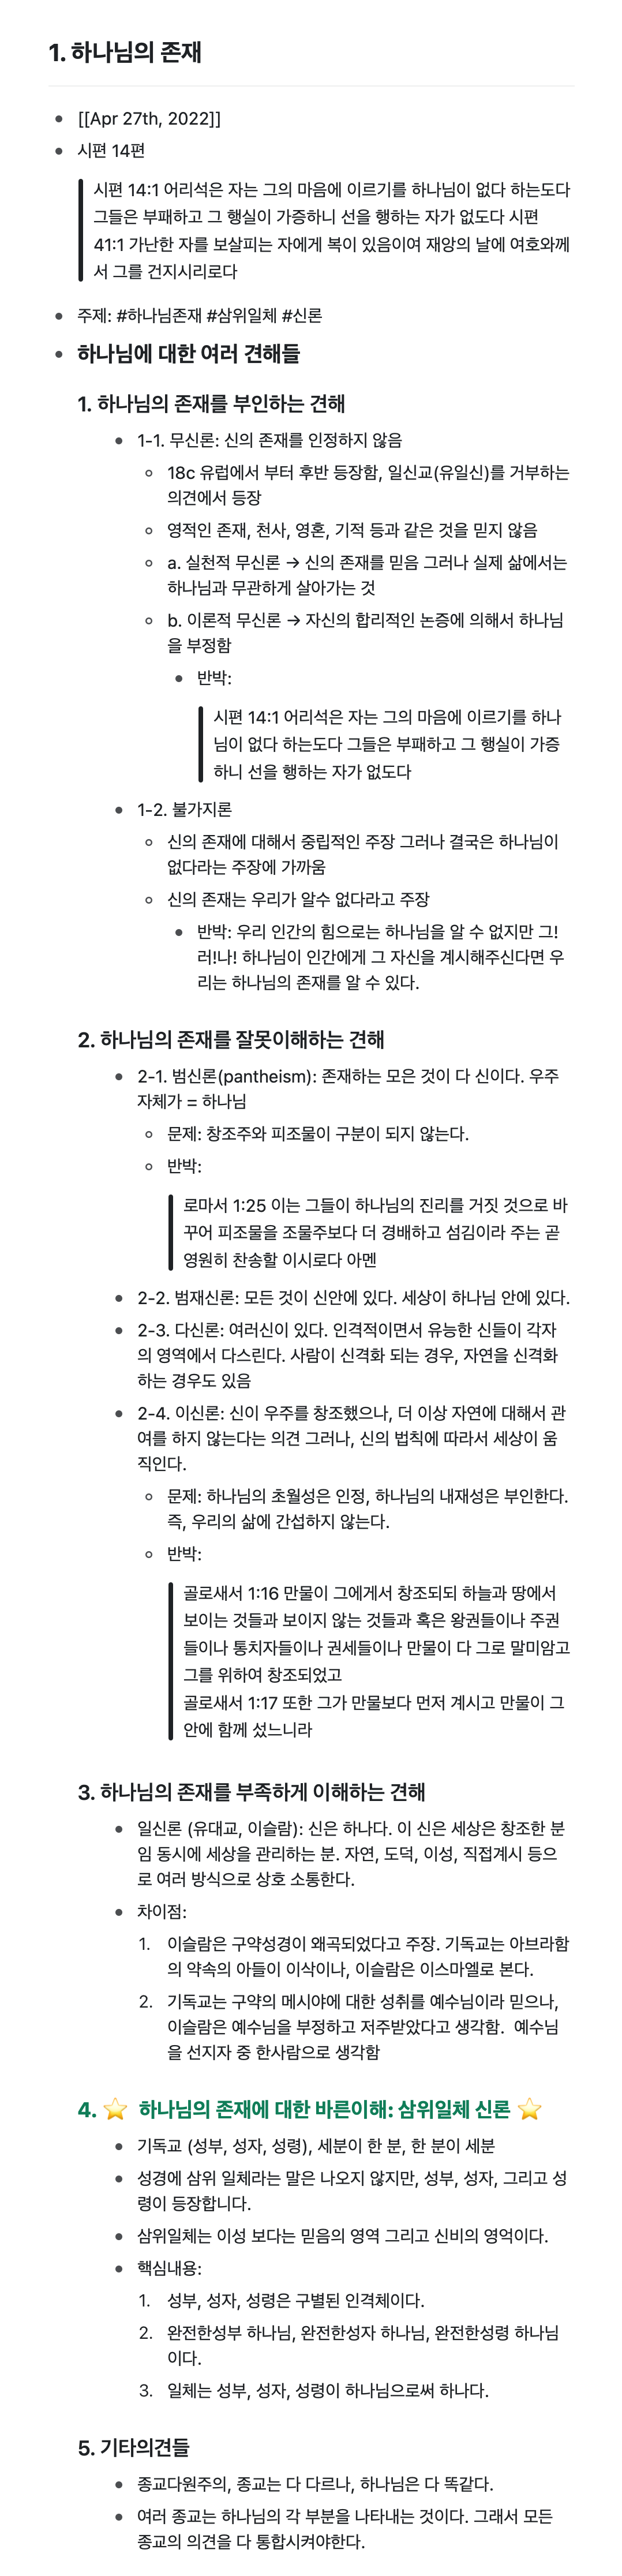 1. 하나님의 존재
[[Apr 27th, 2022]]
시편 14편
시편 14:1 어리석은 자는 그의 마음에 이르기를 하나님이 없다 하는도다
그들은 부패하고 그 행실이 가증하니 선을 행하는 자가 없도다 시편
41:1 가난한 자를 보살피는 자에게 복이 있음이여 재앙의 날에 여호와께
서 그를 건지시리로다
주제: #하나님존재 #삼위일체 #신론
하나님에 대한 여러 견해들
1. 하나님의 존재를 부인하는 견해
1-1. 무신론: 신의 존재를 인정하지 않음
18c 유럽에서 부터 후반 등장함, 일신교(유일신)를 거부하는
의견에서 등장
영적인 존재, 천사, 영혼, 기적 등과 같은 것을 믿지 않음
a. 실천적 무신론 → 신의 존재를 믿음 그러나 실제 삶에서는
하나님과 무관하게 살아가는 것
b. 이론적 무신론 → 자신의 합리적인 논증에 의해서 하나님
을 부정함
반박:
시편 14:1 어리석은 자는 그의 마음에 이르기를 하나
님이 없다 하는도다 그들은 부패하고 그 행실이 가증
하니 선을 행하는 자가 없도다
1-2. 불가지론
신의 존재에 대해서 중립적인 주장 그러나 결국은 하나님이
없다라는 주장에 가까움
신의 존재는 우리가 알수 없다라고 주장
반박: 우리 인간의 힘으로는 하나님을 알 수 없지만 그!
러!나! 하나님이 인간에게 그 자신을 계시해주신다면 우
리는 하나님의 존재를 알 수 있다.
2. 하나님의 존재를 잘못이해하는 견해
2-1. 범신론(pantheism): 존재하는 모은 것이 다 신이다. 우주
자체가 = 하나님
문제: 창조주와 피조물이 구분이 되지 않는다.
반박:
로마서 1:25 이는 그들이 하나님의 진리를 거짓 것으로 바
꾸어 피조물을 조물주보다 더 경배하고 섬김이라 주는 곧
영원히 찬송할 이시로다 아멘
2-2. 범재신론: 모든 것이 신안에 있다. 세상이 하나님 안에 있다.
2-3. 다신론: 여러신이 있다. 인격적이면서 유능한 신들이 각자
의 영역에서 다스린다. 사람이 신격화 되는 경우, 자연을 신격화
하는 경우도 있음
2-4. 이신론: 신이 우주를 창조했으나, 더 이상 자연에 대해서 관
여를 하지 않는다는 의견 그러나, 신의 법칙에 따라서 세상이 움
직인다.
문제: 하나님의 초월성은 인정, 하나님의 내재성은 부인한다.
즉, 우리의 삶에 간섭하지 않는다.
반박:
골로새서 1:16 만물이 그에게서 창조되되 하늘과 땅에서
보이는 것들과 보이지 않는 것들과 혹은 왕권들이나 주권
들이나 통치자들이나 권세들이나 만물이 다 그로 말미암고
그를 위하여 창조되었고
골로새서 1:17 또한 그가 만물보다 먼저 계시고 만물이 그
안에 함께 섰느니라
3. 하나님의 존재를 부족하게 이해하는 견해
일신론 (유대교, 이슬람): 신은 하나다. 이 신은 세상은 창조한 분
임 동시에 세상을 관리하는 분. 자연, 도덕, 이성, 직접계시 등으
로 여러 방식으로 상호 소통한다.
차이점:
1. 이슬람은 구약성경이 왜곡되었다고 주장. 기독교는 아브라함
의 약속의 아들이 이삭이나, 이슬람은 이스마엘로 본다.
2. 기독교는 구약의 메시야에 대한 성취를 예수님이라 믿으나,
이슬람은 예수님을 부정하고 저주받았다고 생각함. 예수님
을 선지자 중 한사람으로 생각함
4. ⭐ 하나님의 존재에 대한 바른이해: 삼위일체 신론 ⭐
기독교 (성부, 성자, 성령), 세분이 한 분, 한 분이 세분
성경에 삼위 일체라는 말은 나오지 않지만, 성부, 성자, 그리고 성
령이 등장합니다.
삼위일체는 이성 보다는 믿음의 영역 그리고 신비의 영억이다.
핵심내용:
1. 성부, 성자, 성령은 구별된 인격체이다.
2. 완전한성부 하나님, 완전한성자 하나님, 완전한성령 하나님
이다.
3. 일체는 성부, 성자, 성령이 하나님으로써 하나다.
5. 기타의견들
종교다원주의, 종교는 다 다르나, 하나님은 다 똑같다.
여러 종교는 하나님의 각 부분을 나타내는 것이다. 그래서 모든
종교의 의견을 다 통합시켜야한다.